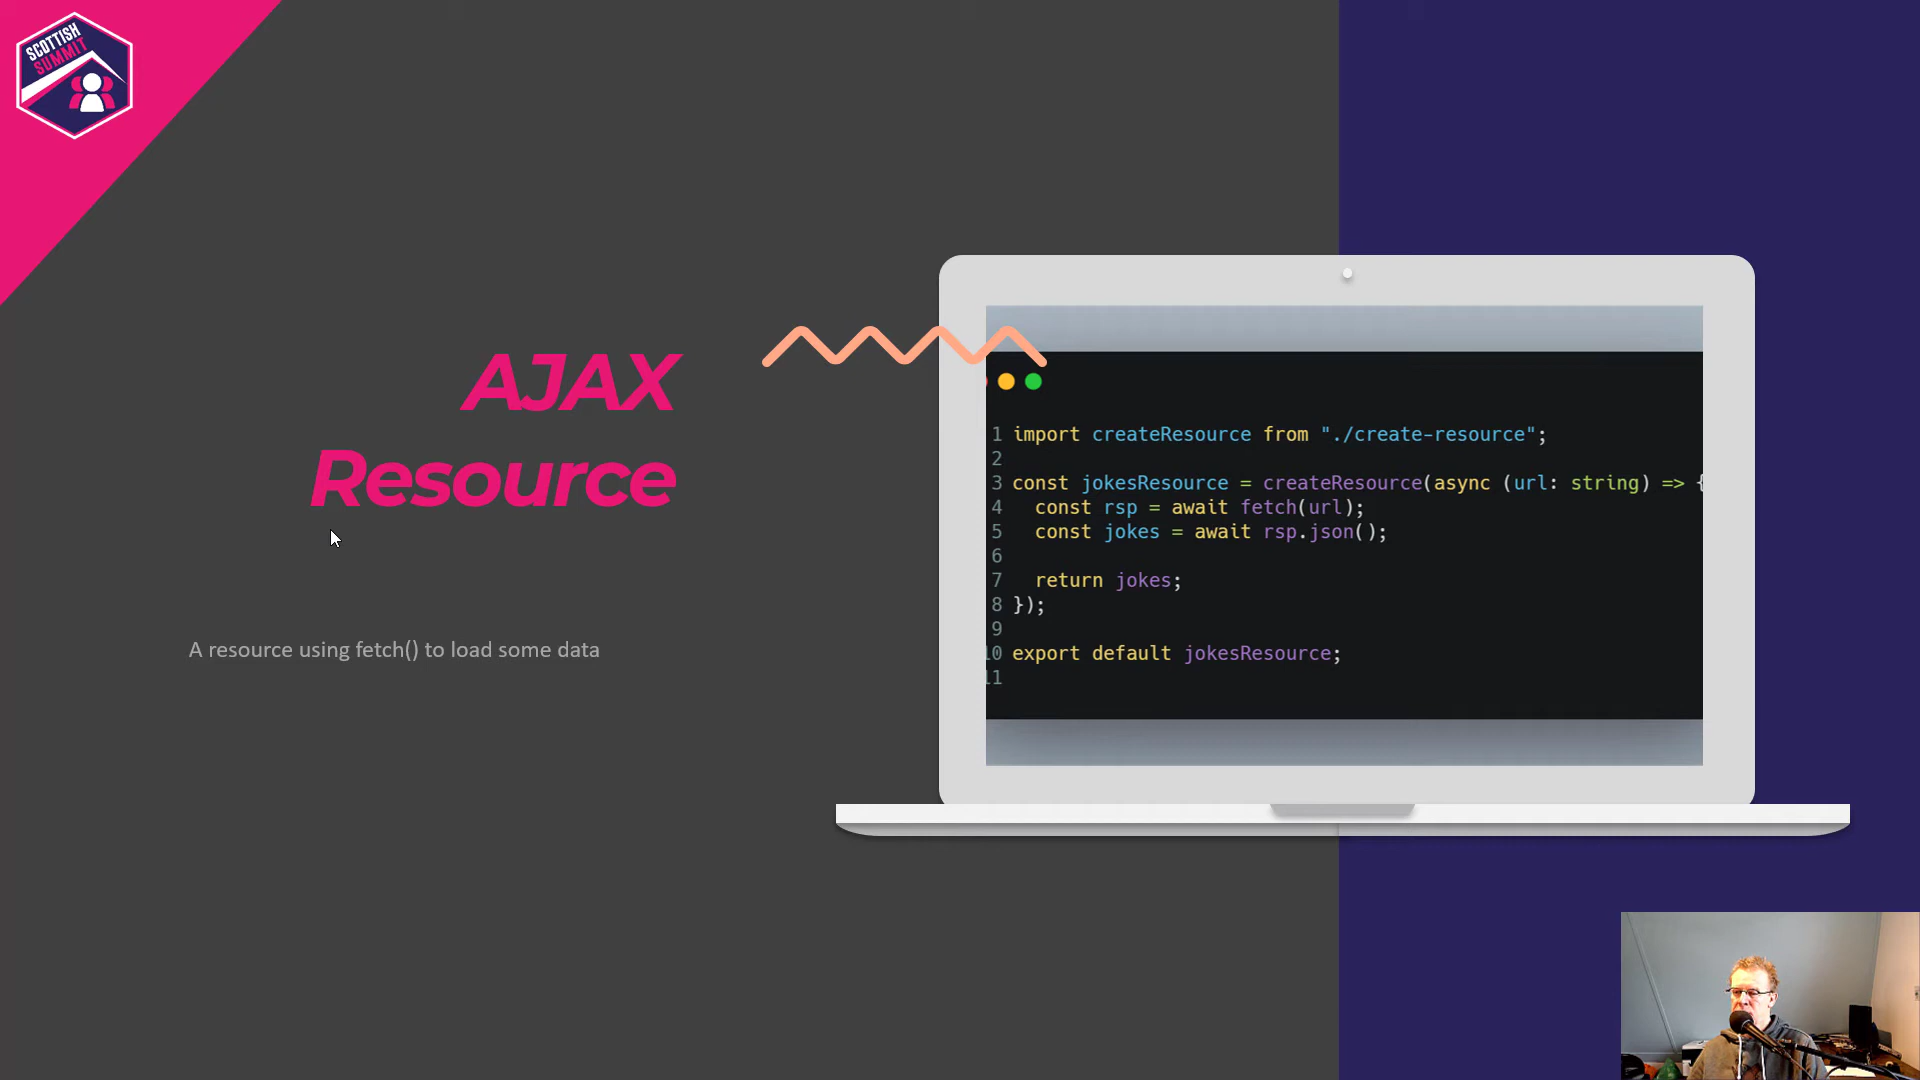 SCOTTISH
SUMMIT
AJAX
Resource
A resource using fetch() to load some data
1 import createResource from "./create-resource";
2
3 const jokesResource = createResource(async (url: string) => {
4   const rsp = await fetch(url);
5   const jokes = await rsp.json();
6
7   return jokes;
8 });
9
10 export default jokesResource;
11